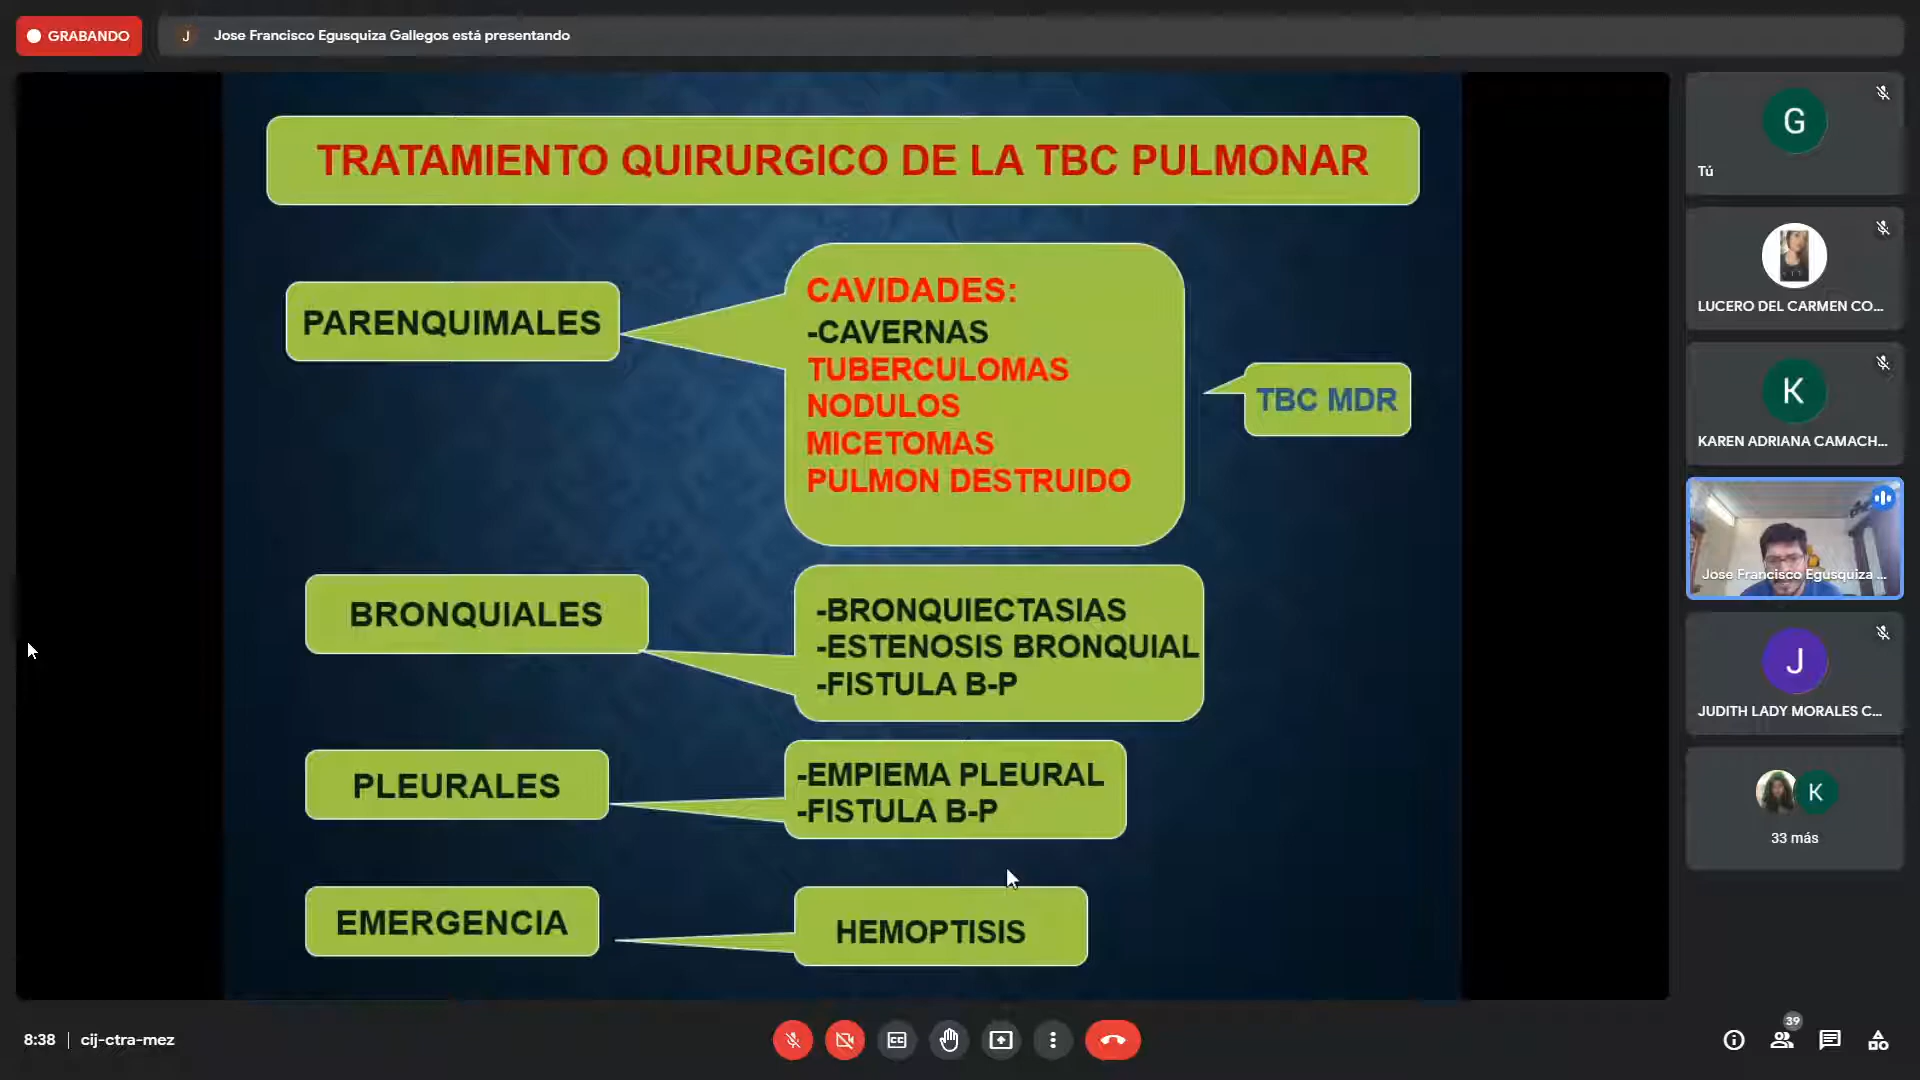 GRABANDO
J
Jose Francisco Egusquiza Gallegos está presentando
TRATAMIENTO QUIRURGICO DE LA TBC PULMONAR
PARENQUIMALES
CAVIDADES:
-CAVERNAS
TUBERCULOMAS
NODULOS
MICETOMAS
PULMON DESTRUIDO
TBC MDR
BRONQUIALES
-BRONQUIECTASIAS
-ESTENOSIS BRONQUIAL
-FISTULA B-P
PLEURALES
-EMPIEMA PLEURAL
-FISTULA B-P
EMERGENCIA
HEMOPTISIS
G
Tú
LUCERO DEL CARMEN CO...
K
KAREN ADRIANA CAMACH...
Jose Francisco Egusquiza ...
J
JUDITH LADY MORALES C...
K
33 más
8:38 | cij-ctra-mez
39